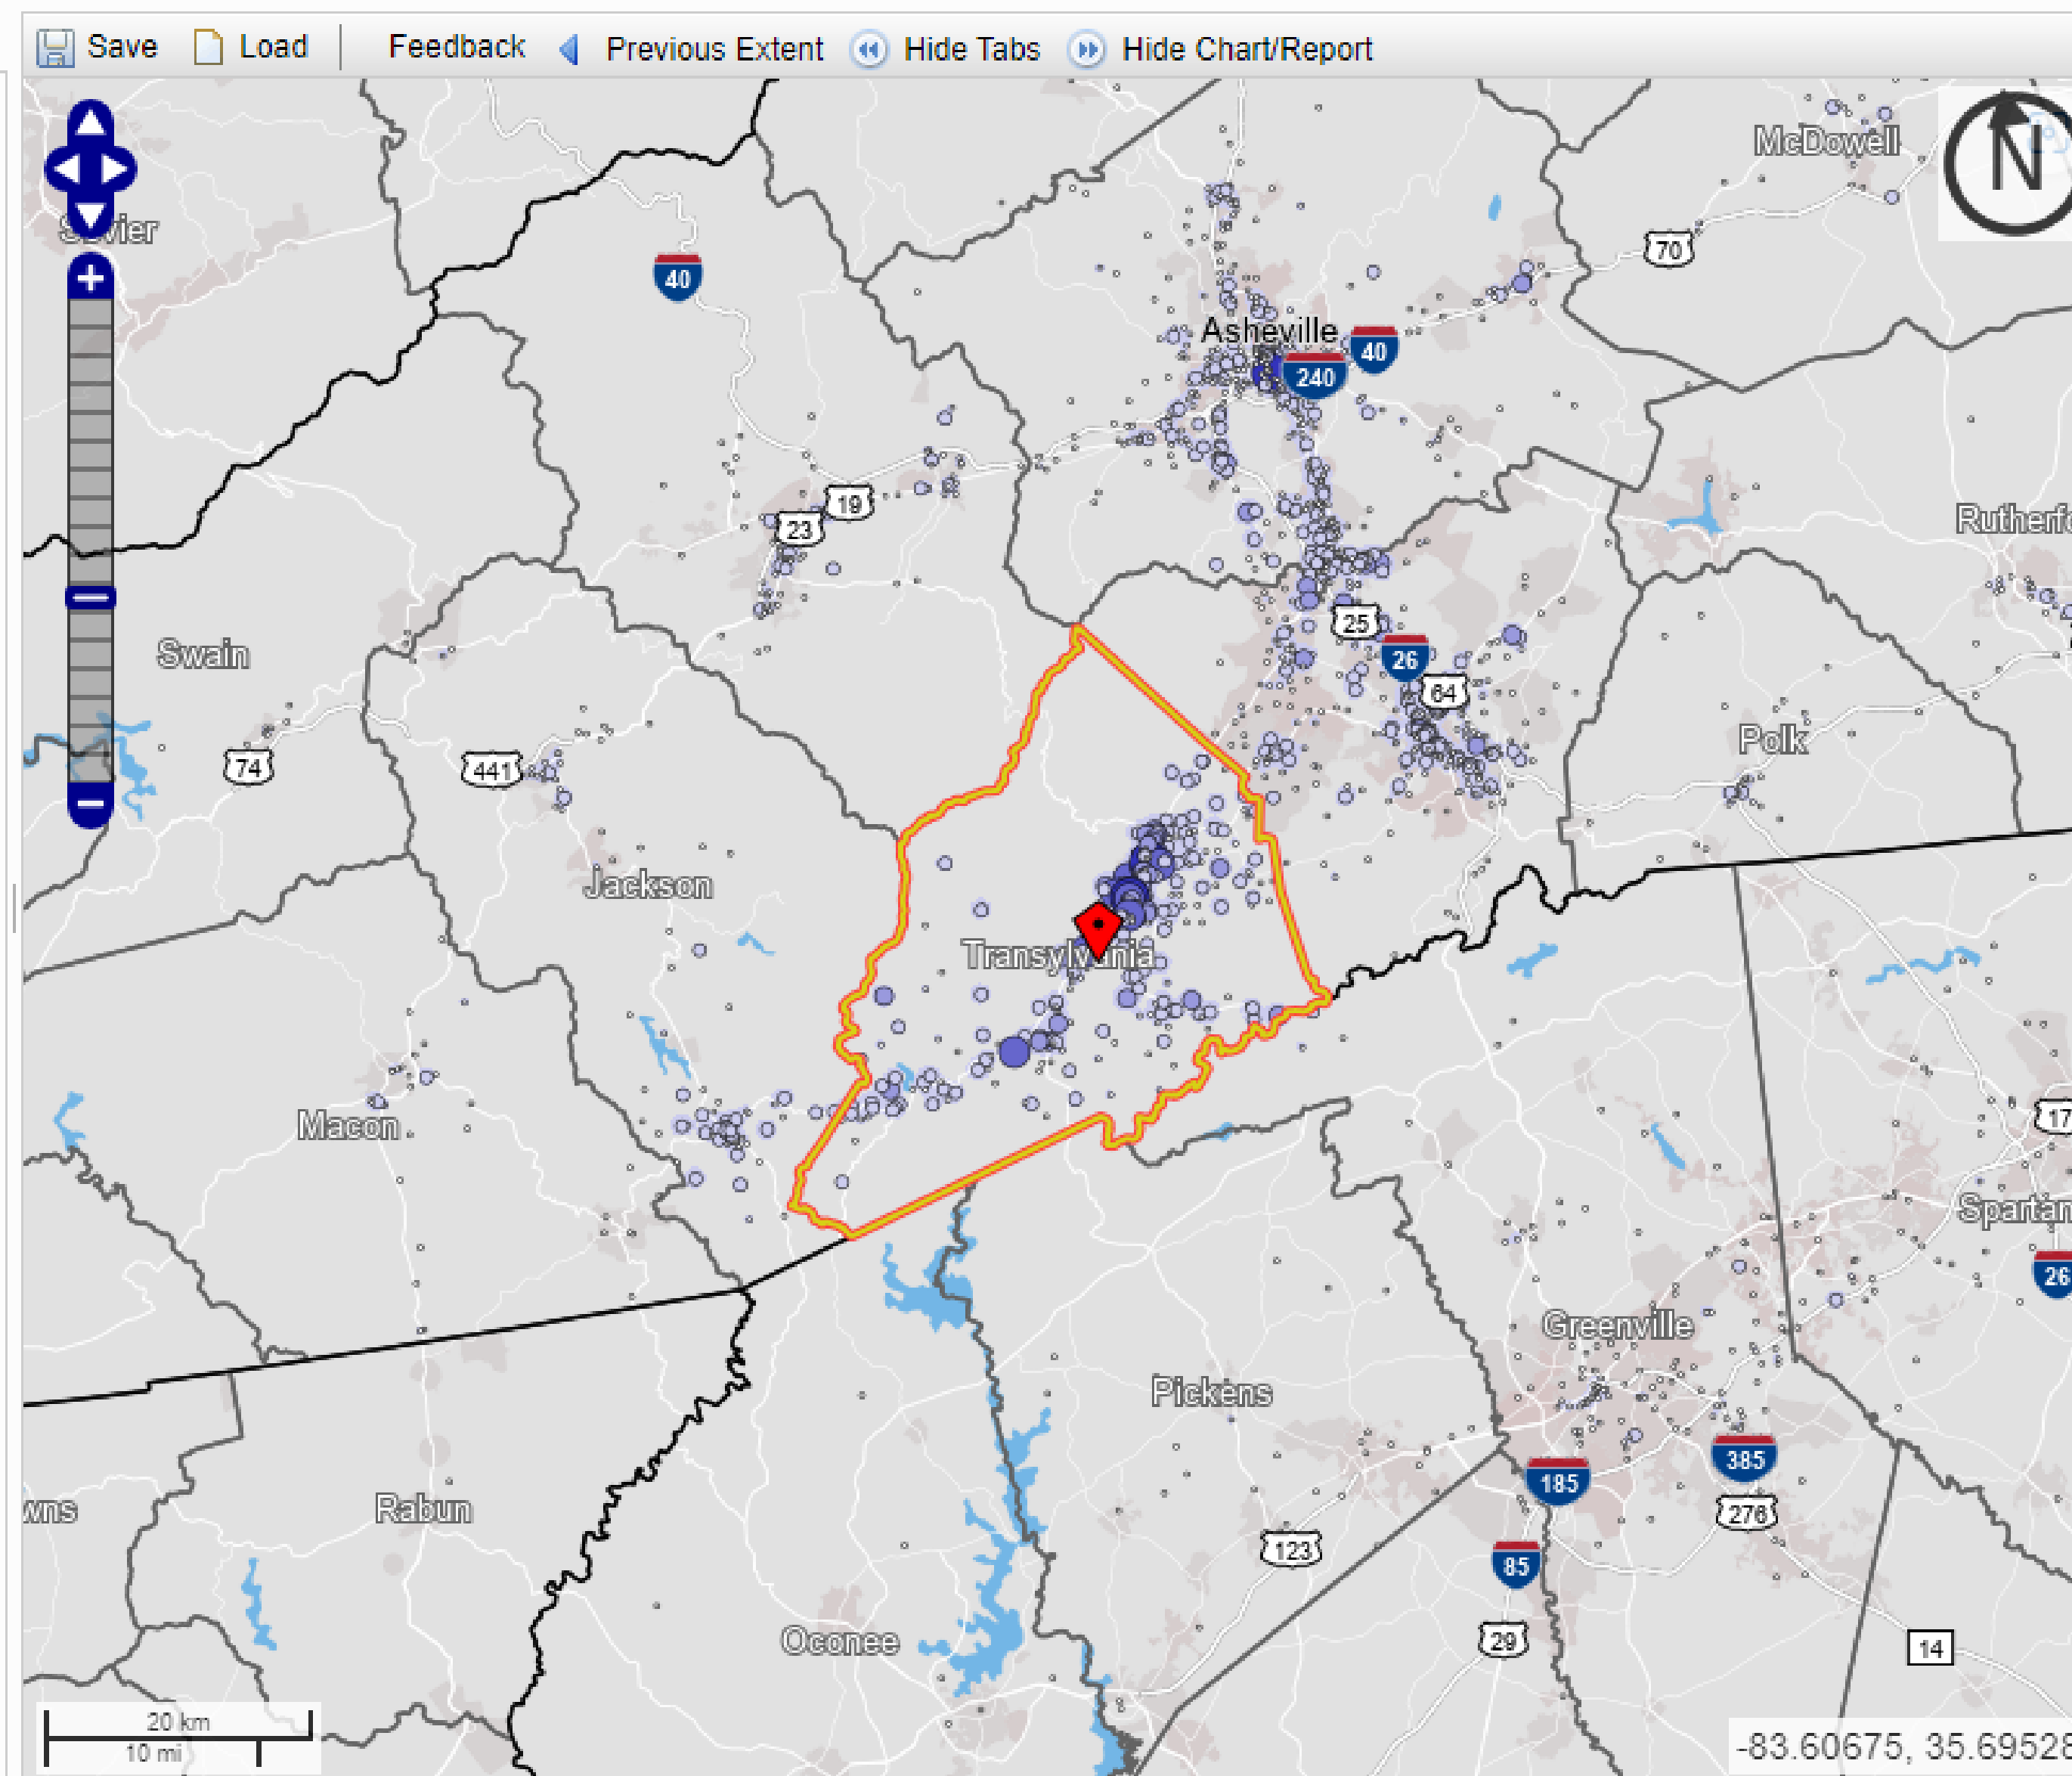 Save Load Feedback Previous Extent Hide Tabs Hide Chart/Report
McDowell
N
70
40
Asheville
40
240
19
23
25
26
64
Swain
74
441
Polk
Jackson
Transylvania
Macon
17
26
Greenville
Pickens
385
185
276
Rabun
123
85
29
Oconee
14
20 km
10 mi
-83.60675, 35.69528